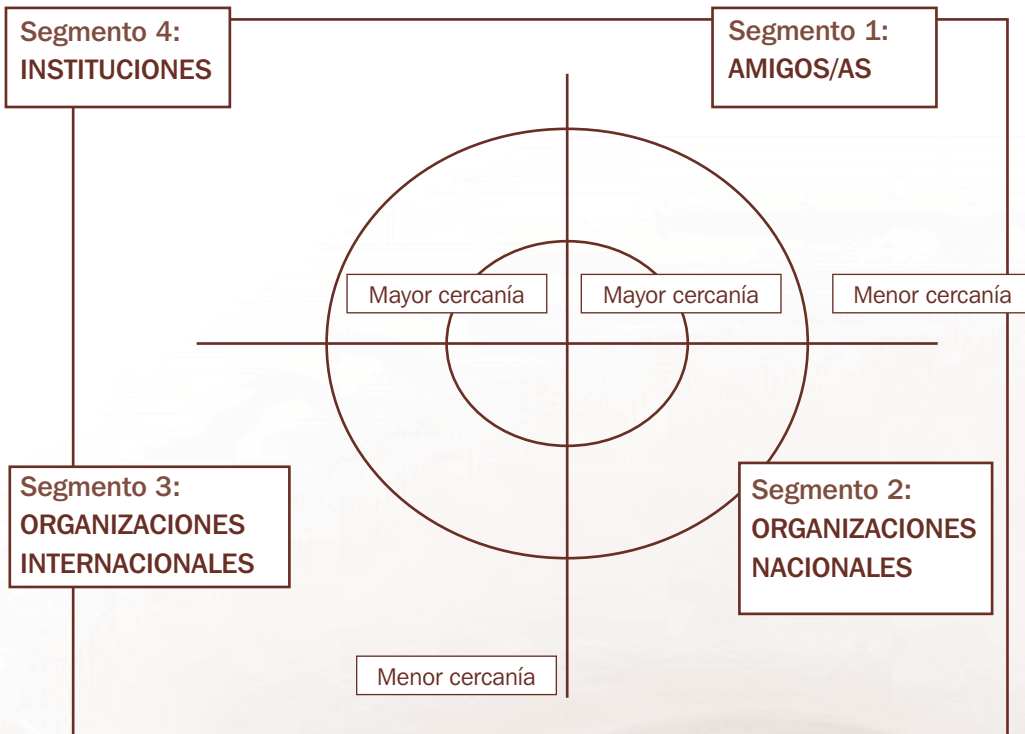 Segmento 4:
INSTITUCIONES
Segmento 1:
AMIGOS/AS
Mayor cercanía
Mayor cercanía
Menor cercanía
Segmento 3:
ORGANIZACIONES
INTERNACIONALES
Segmento 2:
ORGANIZACIONES
NACIONALES
Menor cercanía